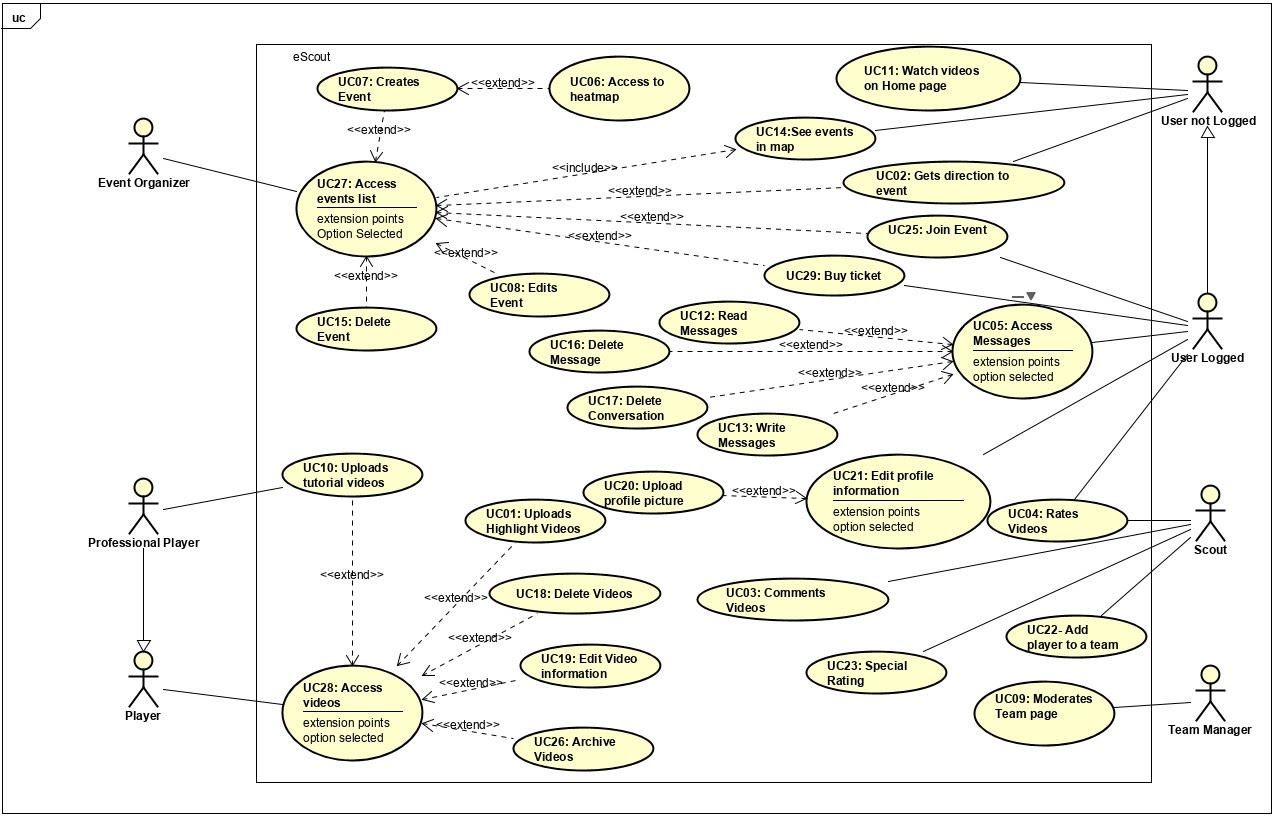 uc
eScout
UC07: Creates
Event
<<extend>>
UC06: Access to
heatmap
UC11: Watch videos
on Home page
User not Logged
<<extend>>
UC14:See events
in map
Event Organizer
<<include>>
UC27: Access
events list
extension points
Option Selected
UC02: Gets direction to
event
<<extend>>
<<extend>>
UC25: Join Event
<<extend>>
<<extend>>
<<extend>>
UC29: Buy ticket
UC08: Edits
Event
UC15: Delete
Event
UC12: Read
Messages
<<extend>>
UC05: Access
Messages
extension points
option selected
User Logged
UC16: Delete
Message
<<extend>>
<<extend>>
<<extend>>
UC17: Delete
Conversation
UC13: Write
Messages
UC10: Uploads
tutorial videos
UC20: Upload
profile picture
<<extend>>
UC21: Edit profile
information
extension points
option selected
UC01: Uploads
Highlight Videos
UC04: Rates
Videos
Professional Player
Scout
<<extend>>
<<extend>>
UC18: Delete Videos
UC03: Comments
Videos
<<extend>>
UC22- Add
player to a team
UC19: Edit Video
information
<<extend>>
UC23: Special
Rating
UC28: Access
videos
extension points
option selected
Player
<<extend>>
UC26: Archive
Videos
UC09: Moderates
Team page
Team Manager